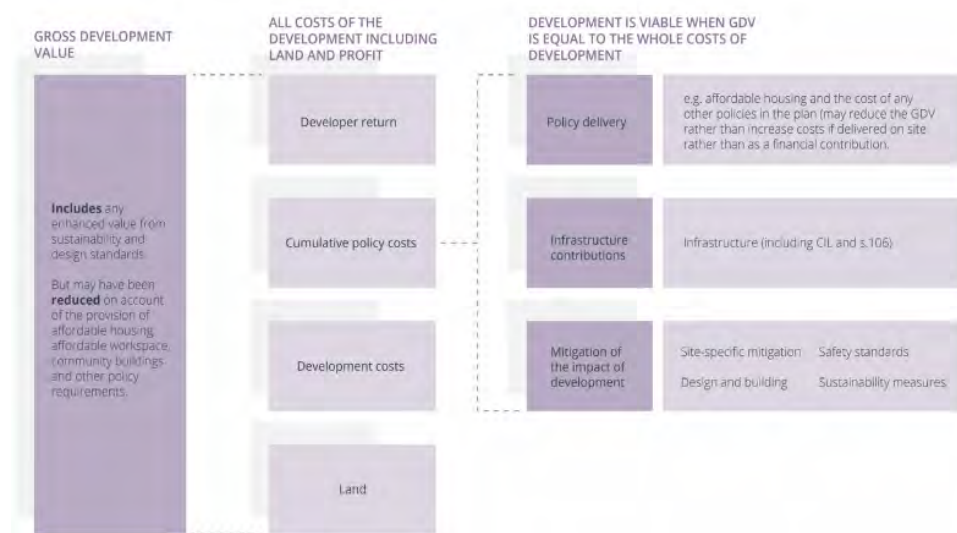 GROSS DEVELOPMENT
VALUE
Includes any
enhanced value from
sustainability and
design standards.
But may have been
reduced on account
of the provision of
affordable housing
affordable workspace,
community buildings
and other policy
requirements.
ALL COSTS OF THE
DEVELOPMENT INCLUDING
LAND AND PROFIT
Developer return
Cumulative policy costs
Development costs
Land
DEVELOPMENT IS VIABLE WHEN GDV
IS EQUAL TO THE WHOLE COSTS OF
DEVELOPMENT
Policy delivery
e.g. affordable housing and the cost of any
other policies in the plan (may reduce the GDV
rather than increase costs if delivered on site
rather than as a financial contribution.
Infrastructure
contributions
Infrastructure (including CIL and s.106)
Mitigation of
the impact of
development
Site-specific mitigation
Safety standards
Design and building
Sustainability measures